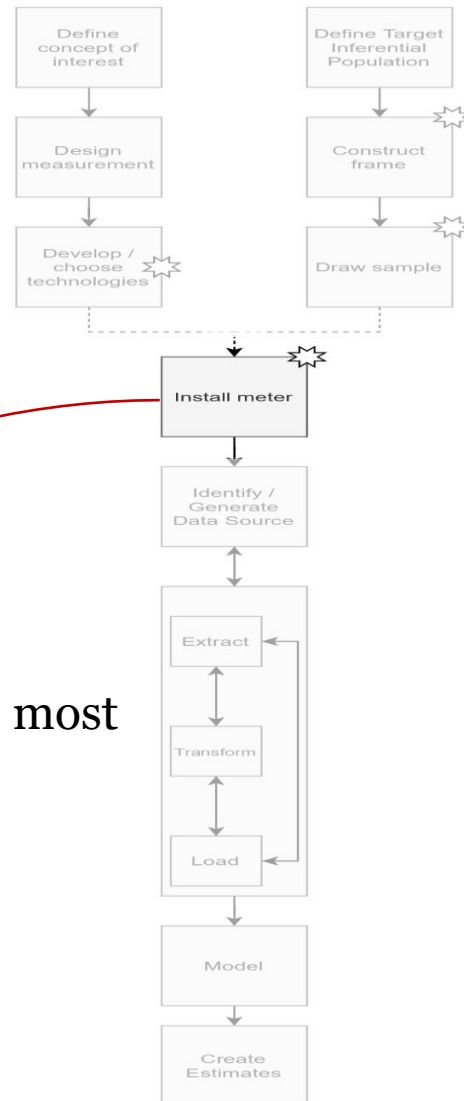 Define
concept of
interest
Define Target
Inferential
Population
Design
measurement
Construct
frame
Develop /
choose
technologies
Draw sample
Install meter
Identify /
Generate
Data Source
Extract
most
Transform
Load
Model
Create
Estimates